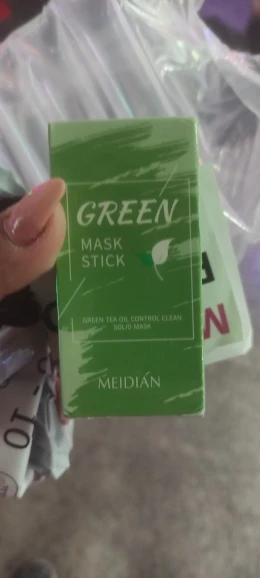 GREEN
MASK
STICK
GREEN TEA OIL CONTROL CLEAN
SOLID MASK
MEIDIÁN